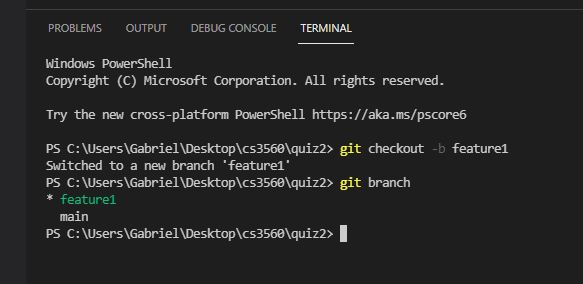 PROBLEMS OUTPUT DEBUG CONSOLE TERMINAL
Windows PowerShell
Copyright (C) Microsoft Corporation. All rights reserved.
Try the new cross-platform PowerShell https://aka.ms/pscore6
PS C:\Users\Gabriel\Desktop\cs3560\quiz2> git checkout -b feature1
Switched to a new branch 'feature1'
PS C:\Users\Gabriel\Desktop\cs3560\quiz2> git branch
* feature1
  main
PS C:\Users\Gabriel\Desktop\cs3560\quiz2>